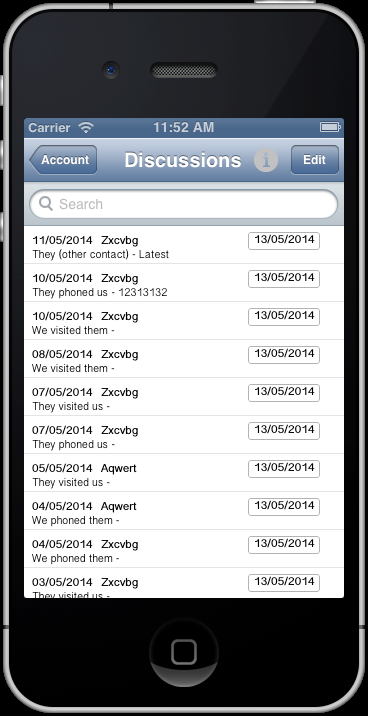 Carrier 11:52 AM
Account Discussions i Edit
Search
11/05/2014 Zxcvbg 13/05/2014
They (other contact) - Latest
10/05/2014 Zxcvbg 13/05/2014
They phoned us - 12313132
10/05/2014 Zxcvbg 13/05/2014
We visited them -
08/05/2014 Zxcvbg 13/05/2014
We visited them -
07/05/2014 Zxcvbg 13/05/2014
They visited us -
07/05/2014 Zxcvbg 13/05/2014
They phoned us -
05/05/2014 Aqwert 13/05/2014
They visited us -
04/05/2014 Aqwert 13/05/2014
We phoned them -
04/05/2014 Zxcvbg 13/05/2014
We phoned them -
03/05/2014 Zxcvbg 13/05/2014
They visited us -